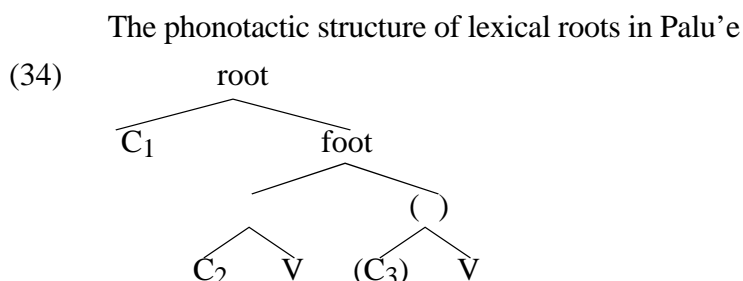 The phonotactic structure of lexical roots in Palu’e
(34) root
C1 foot
( )
C2 V (C3) V